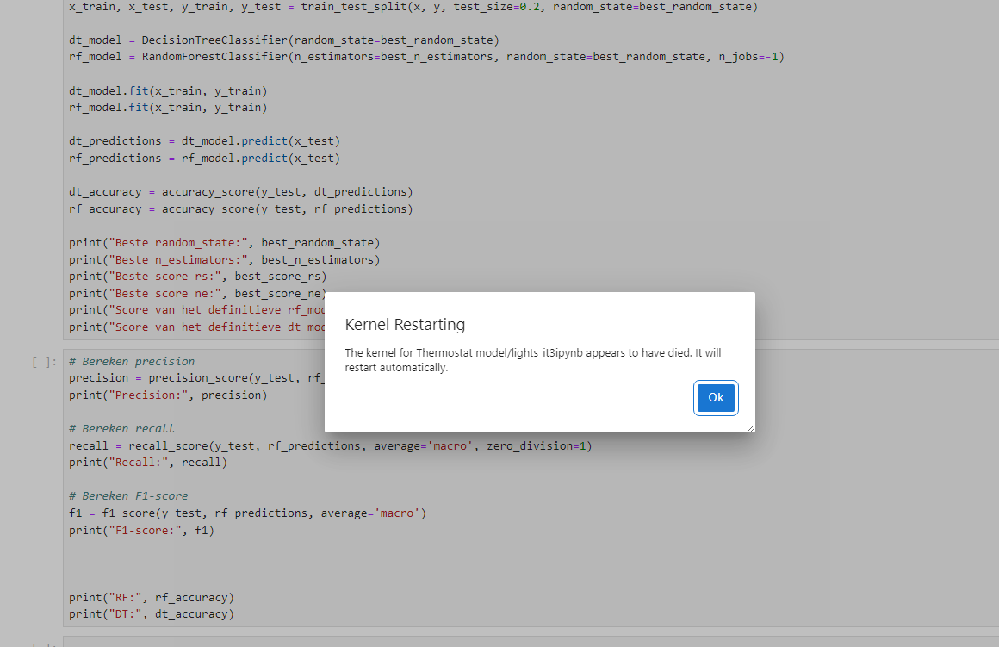 x_train, x_test, y_train, y_test = train_test_split(x, y, test_size=0.2, random_state=best_random_state)
dt_model = DecisionTreeClassifier(random_state=best_random_state)
rf_model = RandomForestClassifier(n_estimators=best_n_estimators, random_state=best_random_state, n_jobs=-1)
dt_model.fit(x_train, y_train)
rf_model.fit(x_train, y_train)
dt_predictions = dt_model.predict(x_test)
rf_predictions = rf_model.predict(x_test)
dt_accuracy = accuracy_score(y_test, dt_predictions)
rf_accuracy = accuracy_score(y_test, rf_predictions)
print("Beste random_state:", best_random_state)
print("Beste n_estimators:", best_n_estimators)
print("Beste score rs:", best_score_rs)
print("Beste score ne:", best_score_ne)
print("Score van het definitieve rf_mod
print("Score van het definitieve dt_mod
Kernel Restarting
The kernel for Thermostat model/lights_it3ipynb appears to have died. It will
restart automatically.
Ok
[ ]: # Bereken precision
precision = precision_score(y_test, rf_
print("Precision:", precision)
# Bereken recall
recall = recall_score(y_test, rf_predictions, average='macro', zero_division=1)
print("Recall:", recall)
# Bereken F1-score
f1 = f1_score(y_test, rf_predictions, average='macro')
print("F1-score:", f1)
print("RF:", rf_accuracy)
print("DT:", dt_accuracy)
[ ]: